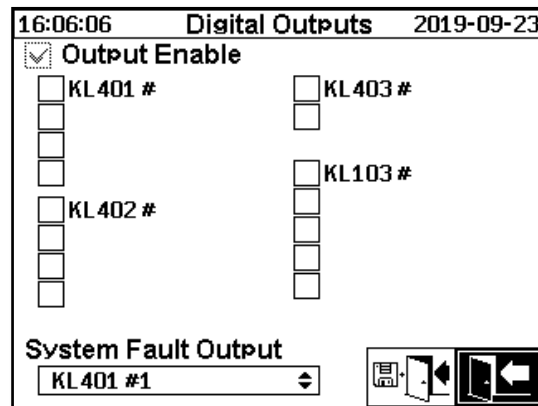 16:06:06 Digital Outputs 2019-09-23
Output Enable
KL401 #
KL402 #
KL403 #
KL103 #
System Fault Output
KL401 #1